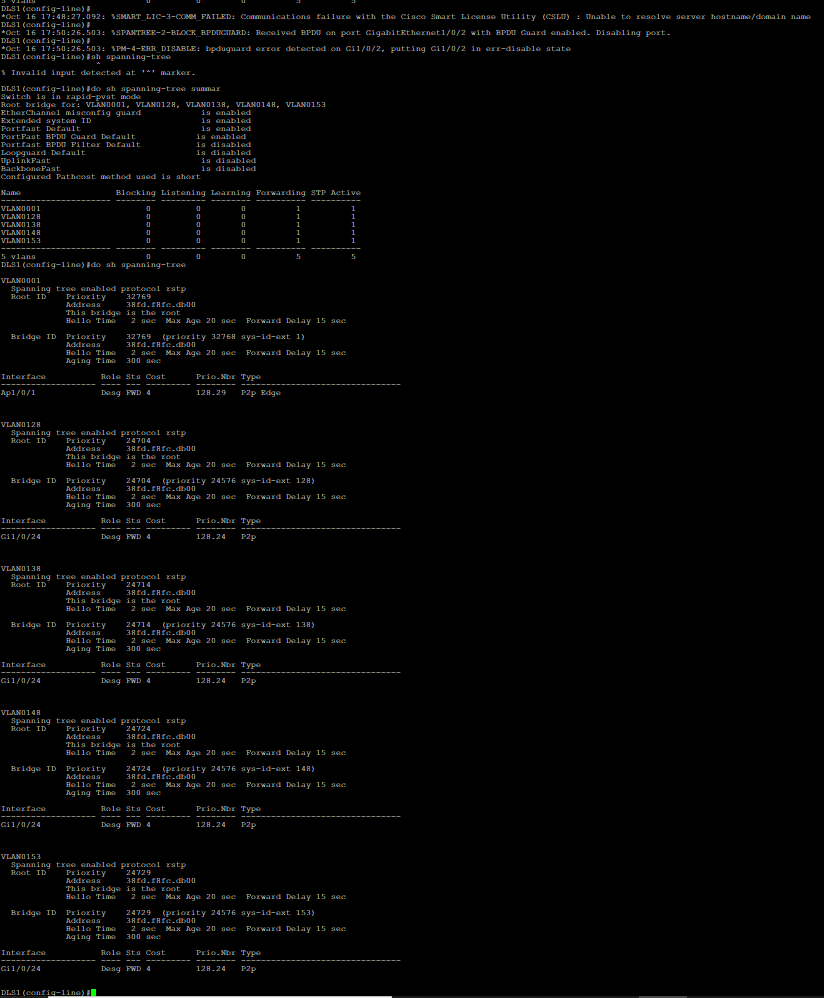 5 vlans                      0         0        0          5          5
DLS1(config-line)#
*Oct 16 17:48:27.092: %SMART_LIC-3-COMM_FAILED: Communications failure with the Cisco Smart License Utility (CSLU) : Unable to resolve server hostname/domain name
DLS1(config-line)#
*Oct 16 17:50:26.503: %SPANTREE-2-BLOCK_BPDUGUARD: Received BPDU on port GigabitEthernet1/0/2 with BPDU Guard enabled. Disabling port.
DLS1(config-line)#
*Oct 16 17:50:26.503: %PM-4-ERR_DISABLE: bpduguard error detected on Gi1/0/2, putting Gi1/0/2 in err-disable state
DLS1(config-line)#sh spanning-tree
                   ^
% Invalid input detected at '^' marker.

DLS1(config-line)#do sh spanning-tree summar
Switch is in rapid-pvst mode
Root bridge for: VLAN0001, VLAN0128, VLAN0138, VLAN0148, VLAN0153
EtherChannel misconfig guard            is enabled
Extended system ID                      is enabled
Portfast Default                        is enabled
PortFast BPDU Guard Default            is enabled
Portfast BPDU Filter Default           is disabled
Loopguard Default                      is disabled
UplinkFast                              is disabled
BackboneFast                            is disabled
Configured Pathcost method used is short

Name                   Blocking Listening Learning Forwarding STP Active
---------------------- -------- --------- -------- ---------- ----------
VLAN0001                     0         0        0          1          1
VLAN0128                     0         0        0          1          1
VLAN0138                     0         0        0          1          1
VLAN0148                     0         0        0          1          1
VLAN0153                     0         0        0          1          1
---------------------- -------- --------- -------- ---------- ----------
5 vlans                      0         0        0          5          5
DLS1(config-line)#do sh spanning-tree

VLAN0001
  Spanning tree enabled protocol rstp
  Root ID    Priority    32769
             Address     38fd.f8fc.db00
             This bridge is the root
             Hello Time   2 sec  Max Age 20 sec  Forward Delay 15 sec

  Bridge ID  Priority    32769  (priority 32768 sys-id-ext 1)
             Address     38fd.f8fc.db00
             Hello Time   2 sec  Max Age 20 sec  Forward Delay 15 sec
             Aging Time  300 sec

Interface           Role Sts Cost      Prio.Nbr Type
------------------- ---- --- --------- -------- --------------------------------
Ap1/0/1             Desg FWD 4         128.29   P2p Edge

VLAN0128
  Spanning tree enabled protocol rstp
  Root ID    Priority    24704
             Address     38fd.f8fc.db00
             This bridge is the root
             Hello Time   2 sec  Max Age 20 sec  Forward Delay 15 sec

  Bridge ID  Priority    24704  (priority 24576 sys-id-ext 128)
             Address     38fd.f8fc.db00
             Hello Time   2 sec  Max Age 20 sec  Forward Delay 15 sec
             Aging Time  300 sec

Interface           Role Sts Cost      Prio.Nbr Type
------------------- ---- --- --------- -------- --------------------------------
Gi1/0/24            Desg FWD 4         128.24   P2p

VLAN0138
  Spanning tree enabled protocol rstp
  Root ID    Priority    24714
             Address     38fd.f8fc.db00
             This bridge is the root
             Hello Time   2 sec  Max Age 20 sec  Forward Delay 15 sec

  Bridge ID  Priority    24714  (priority 24576 sys-id-ext 138)
             Address     38fd.f8fc.db00
             Hello Time   2 sec  Max Age 20 sec  Forward Delay 15 sec
             Aging Time  300 sec

Interface           Role Sts Cost      Prio.Nbr Type
------------------- ---- --- --------- -------- --------------------------------
Gi1/0/24            Desg FWD 4         128.24   P2p

VLAN0148
  Spanning tree enabled protocol rstp
  Root ID    Priority    24724
             Address     38fd.f8fc.db00
             This bridge is the root
             Hello Time   2 sec  Max Age 20 sec  Forward Delay 15 sec

  Bridge ID  Priority    24724  (priority 24576 sys-id-ext 148)
             Address     38fd.f8fc.db00
             Hello Time   2 sec  Max Age 20 sec  Forward Delay 15 sec
             Aging Time  300 sec

Interface           Role Sts Cost      Prio.Nbr Type
------------------- ---- --- --------- -------- --------------------------------
Gi1/0/24            Desg FWD 4         128.24   P2p

VLAN0153
  Spanning tree enabled protocol rstp
  Root ID    Priority    24729
             Address     38fd.f8fc.db00
             This bridge is the root
             Hello Time   2 sec  Max Age 20 sec  Forward Delay 15 sec

  Bridge ID  Priority    24729  (priority 24576 sys-id-ext 153)
             Address     38fd.f8fc.db00
             Hello Time   2 sec  Max Age 20 sec  Forward Delay 15 sec
             Aging Time  300 sec

Interface           Role Sts Cost      Prio.Nbr Type
------------------- ---- --- --------- -------- --------------------------------
Gi1/0/24            Desg FWD 4         128.24   P2p

DLS1(config-line)#